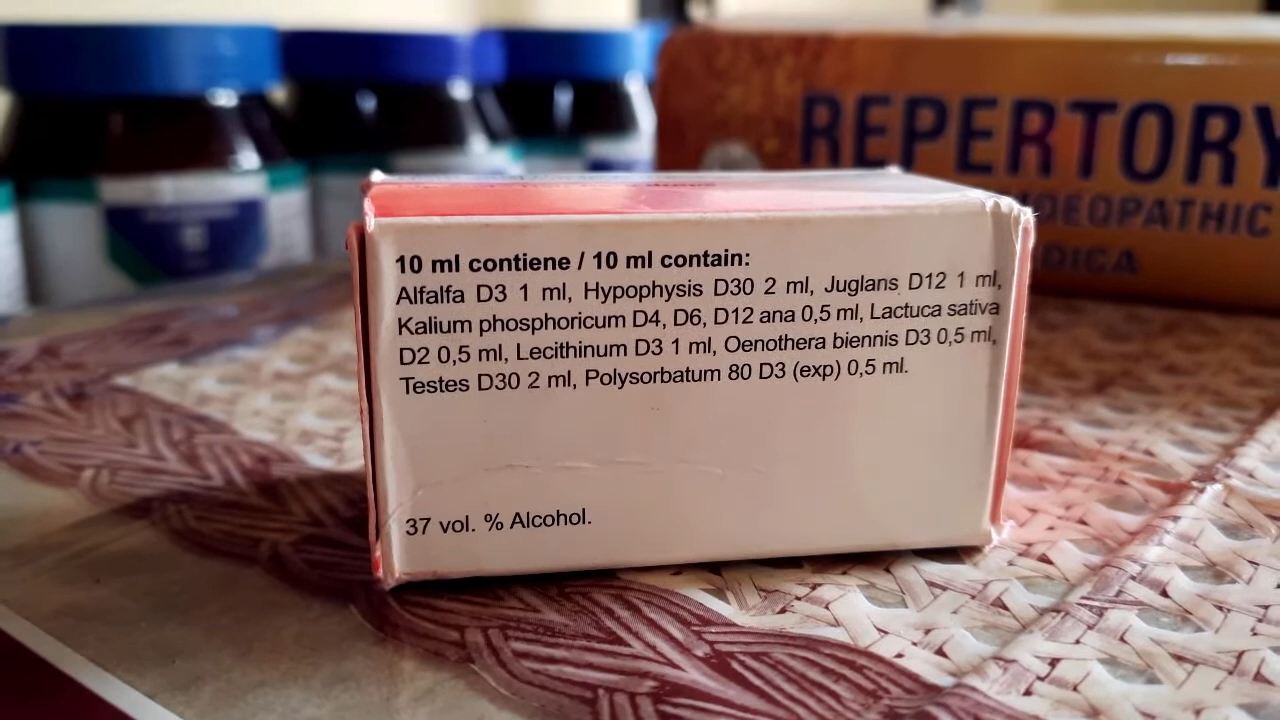 REPERTORY
HOEOPATHIC
DICA
10 ml contiene / 10 ml contain:
Alfalfa D3 1 ml, Hypophysis D30 2 ml, Juglans D12 1 ml,
Kalium phosphoricum D4, D6, D12 ana 0,5 ml, Lactuca sativa
D2 0,5 ml, Lecithinum D3 1 ml, Oenothera biennis D3 0,5 ml,
Testes D30 2 ml, Polysorbatum 80 D3 (exp) 0,5 ml.
37 vol. % Alcohol.